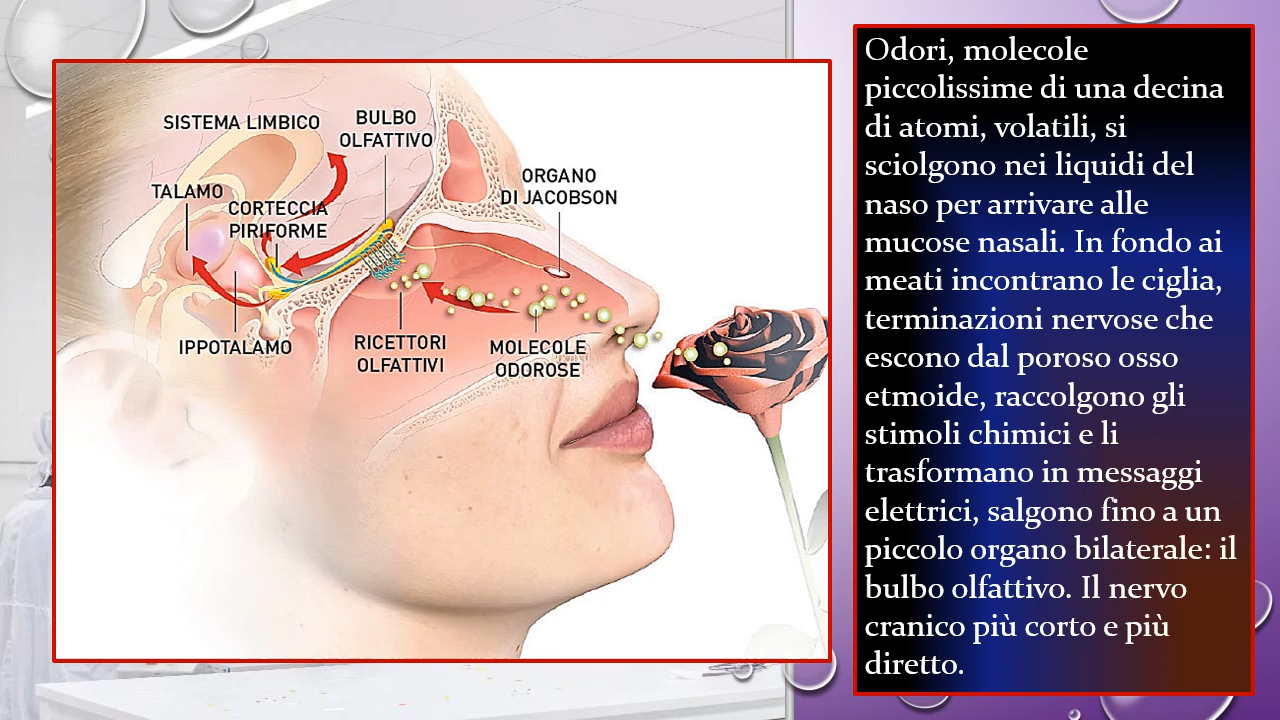 SISTEMA LIMBICO
BULBO
OLFATTIVO
TALAMO
CORTECCIA
PIRIFORME
ORGANO
DI JACOBSON
IPPOTALAMO
RICETTORI
OLFATTIVI
MOLECOLE
ODOROSE
Odori, molecole
piccolissime di una decina
di atomi, volatili, si
sciolgono nei liquidi del
naso per arrivare alle
mucose nasali. In fondo ai
meati incontrano le ciglia,
terminazioni nervose che
escono dal poroso osso
etmoide, raccolgono gli
stimoli chimici e li
trasformano in messaggi
elettrici, salgono fino a un
piccolo organo bilaterale: il
bulbo olfattivo. Il nervo
cranico più corto e più
diretto.